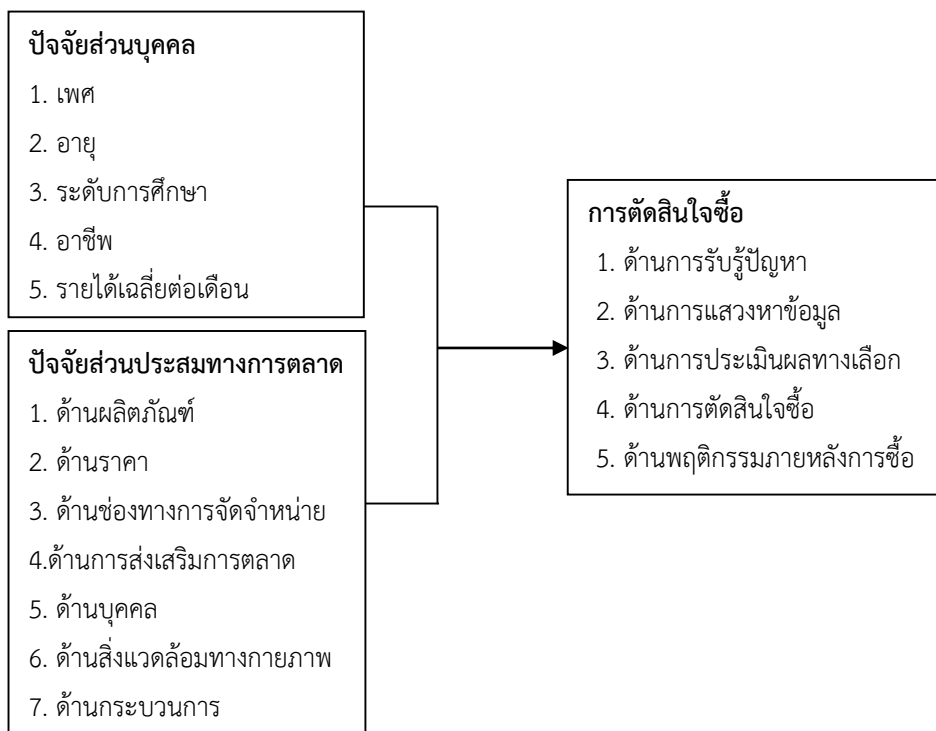 ปัจจัยส่วนบุคคล
1. เพศ
2. อายุ
3. ระดับการศึกษา
4. อาชีพ
5. รายได้เฉลี่ยต่อเดือน
ปัจจัยส่วนประสมทางการตลาด
1. ด้านผลิตภัณฑ์
2. ด้านราคา
3. ด้านช่องทางการจัดจำหน่าย
4.ด้านการส่งเสริมการตลาด
5. ด้านบุคคล
6. ด้านสิ่งแวดล้อมทางกายภาพ
7. ด้านกระบวนการ
การตัดสินใจซื้อ
1. ด้านการรับรู้ปัญหา
2. ด้านการแสวงหาข้อมูล
3. ด้านการประเมินผลทางเลือก
4. ด้านการตัดสินใจซื้อ
5. ด้านพฤติกรรมภายหลังการซื้อ